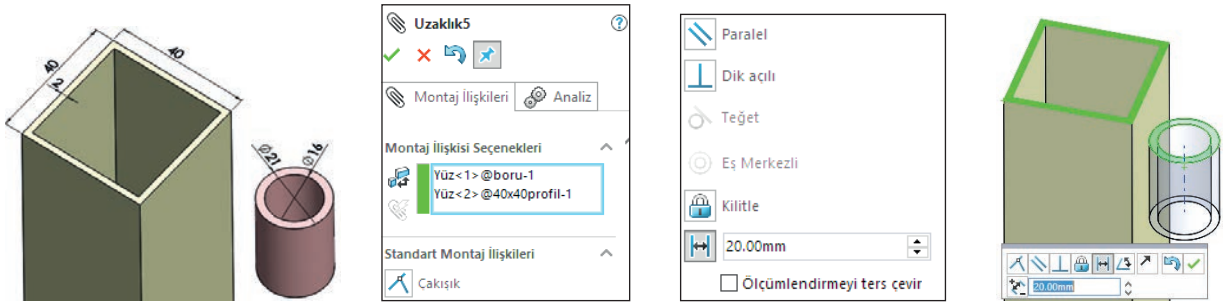 40
40
2
Ø21
Ø16
Uzaklık5
Montaj İlişkileri
Analiz
Montaj İlişkisi Seçenekleri
Yüz<1>@boru-1
Yüz<2>@40x40profil-1
Standart Montaj İlişkileri
Çakışık
Paralel
Dik açılı
Teğet
Eş Merkezli
Kilitle
20.00mm
Ölçümlendirmeyi ters çevir
20.00mm